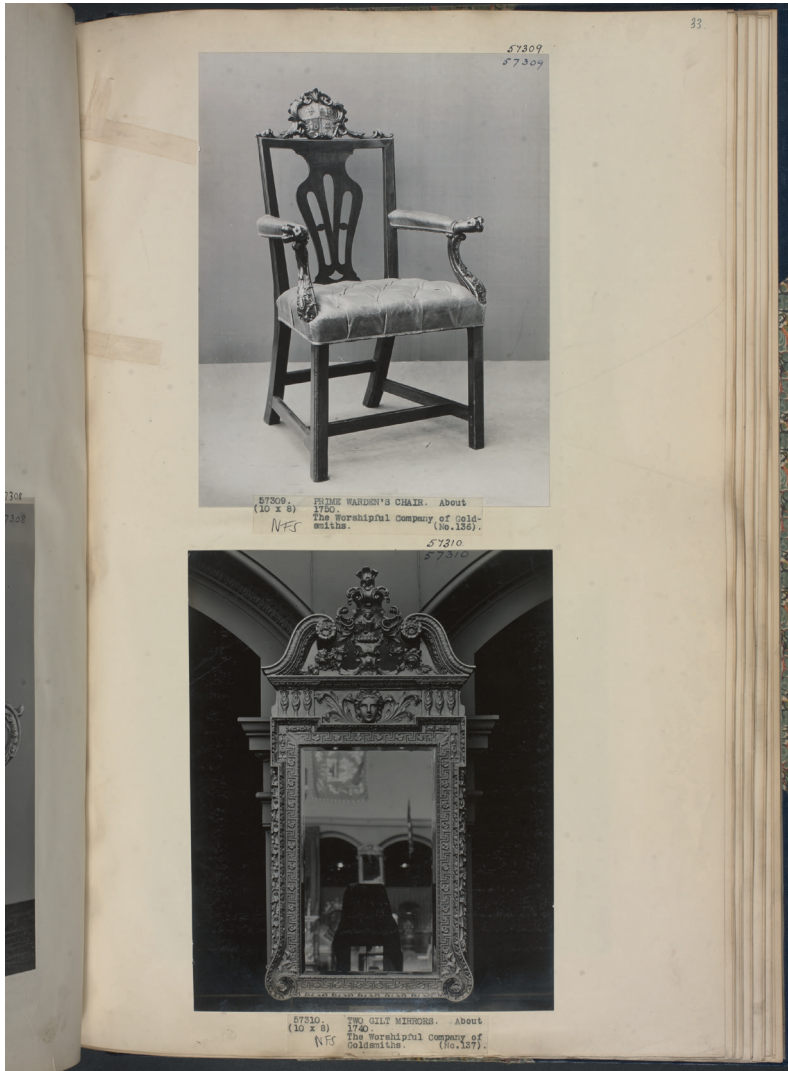 33.
57309
57309
57309. PRIME WARDEN'S CHAIR. About
(10 x 8) 1750.
The Worshipful Company of Gold-
NFS smiths. (No.136).
7308
7308
57310.
57310
57310. TWO GILT MIRRORS. About
(10 x 8) 1740.
The Worshipful Company of
NFS Goldsmiths. (No.137).